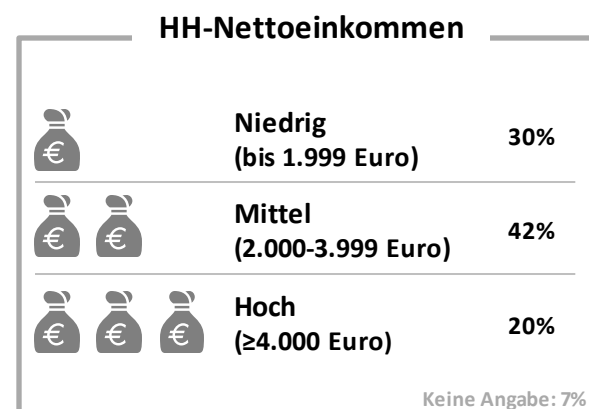 HH-Nettoeinkommen
Niedrig
(bis 1.999 Euro)
30%
Mittel
(2.000-3.999 Euro)
42%
Hoch
(≥4.000 Euro)
20%
Keine Angabe: 7%